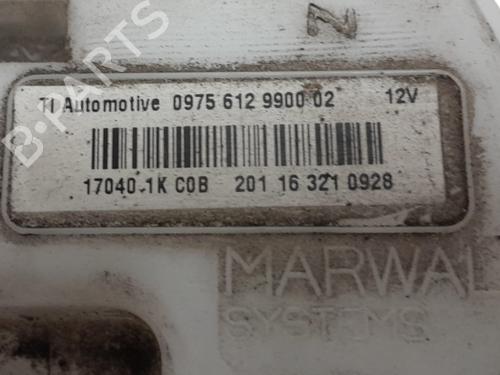 N
B-PARTS
TI Automotive 0975 612 9900 02 12V
17040 1K C0B 201 16 321 0928
MARWAL
SYSTEMS